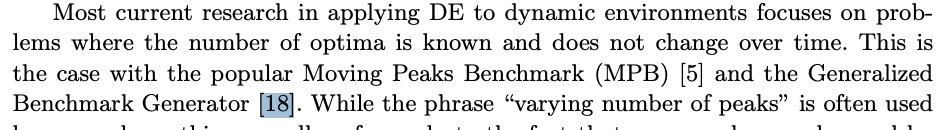 Most current research in applying DE to dynamic environments focuses on prob-
lems where the number of optima is known and does not change over time. This is
the case with the popular Moving Peaks Benchmark (MPB) [5] and the Generalized
Benchmark Generator [18]. While the phrase “varying number of peaks” is often used